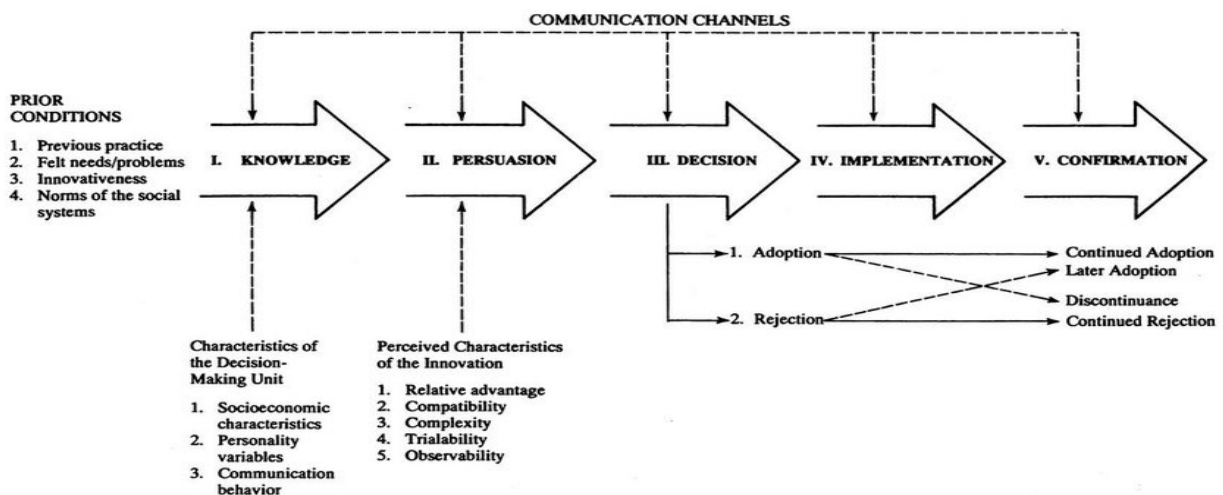 COMMUNICATION CHANNELS
PRIOR
CONDITIONS
1. Previous practice
2. Felt needs/problems
3. Innovativeness
4. Norms of the social
systems
I. KNOWLEDGE
II. PERSUASION
III. DECISION
IV. IMPLEMENTATION
V. CONFIRMATION
1. Adoption
2. Rejection
Continued Adoption
Later Adoption
Discontinuance
Continued Rejection
Characteristics of
the Decision-
Making Unit
1. Socioeconomic
characteristics
2. Personality
variables
3. Communication
behavior
Perceived Characteristics
of the Innovation
1. Relative advantage
2. Compatibility
3. Complexity
4. Trialability
5. Observability